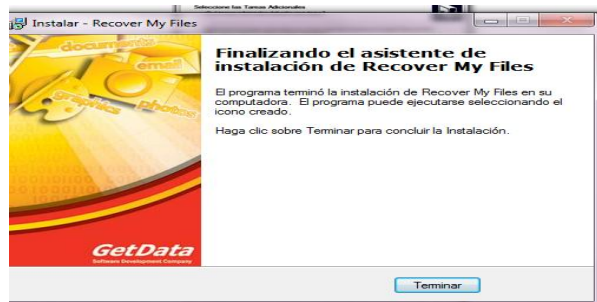 Seleccione las Tareas Adicionales
Instalar - Recover My Files
documents
email
graphics
photos
Finalizando el asistente de
instalación de Recover My Files
El programa terminó la instalación de Recover My Files en su
computadora. El programa puede ejecutarse seleccionando el
icono creado.
Haga clic sobre Terminar para concluir la Instalación.
GetData
Software Development Company
Terminar